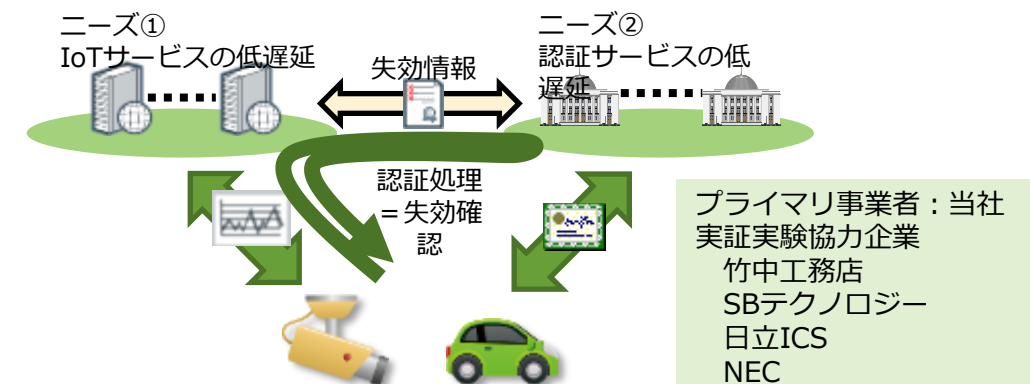 ニーズ①
IoTサービスの低遅延
失効情報
ニーズ②
認証サービスの低
遅延
認証処理
＝失効確
認
プライマリ事業者：当社
実証実験協力企業
竹中工務店
SBテクノロジー
日立ICS
NEC